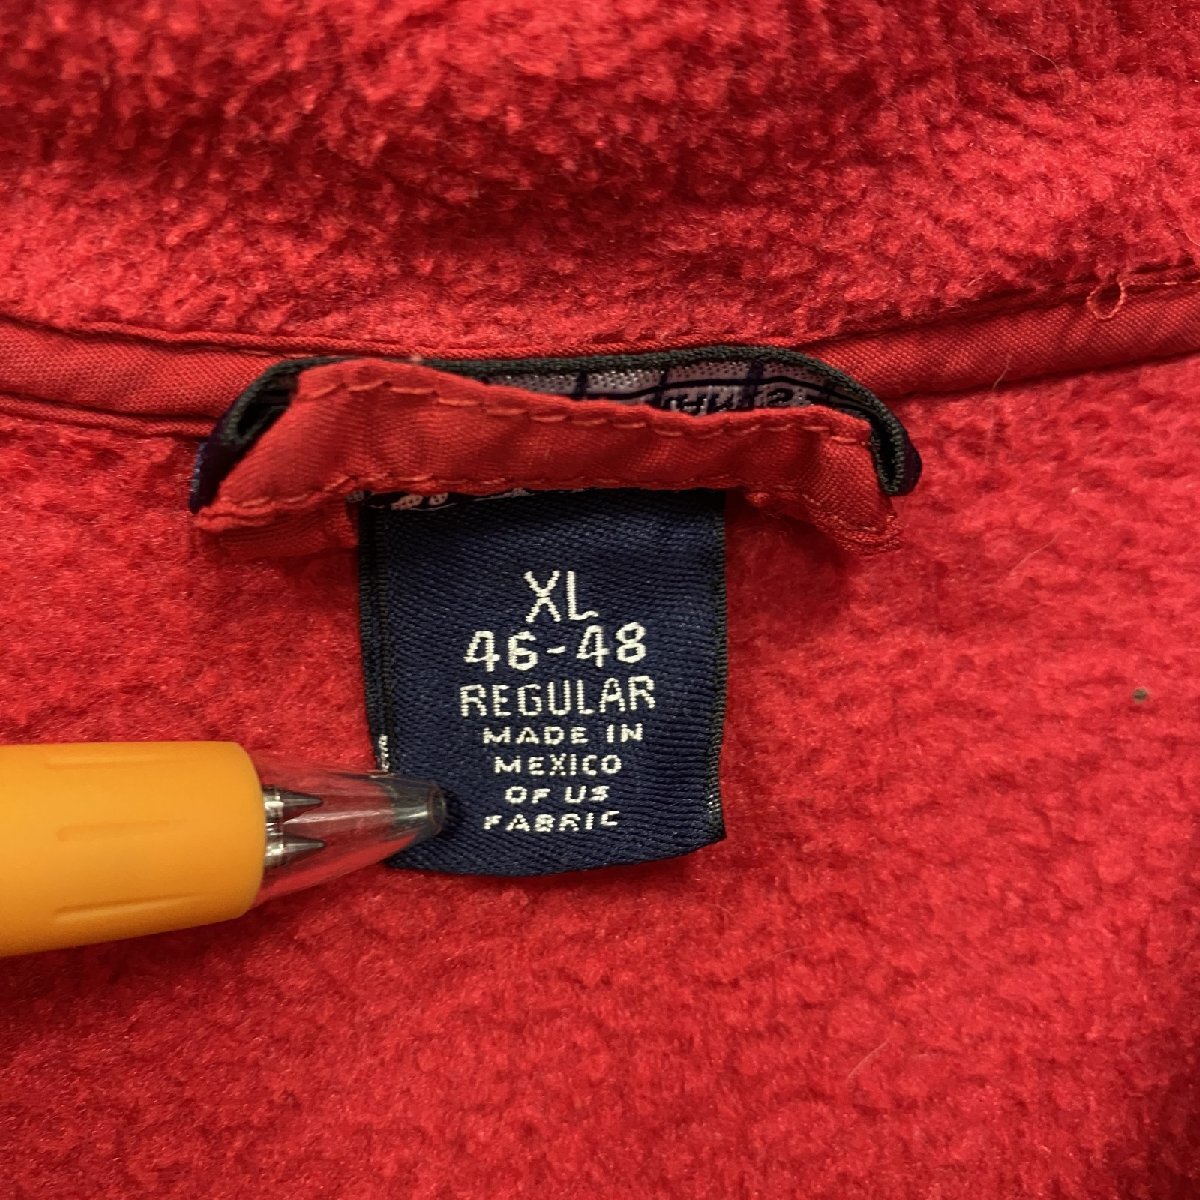 XL
46-48
REGULAR
MADE IN
MEXICO
OF US
FABRIC